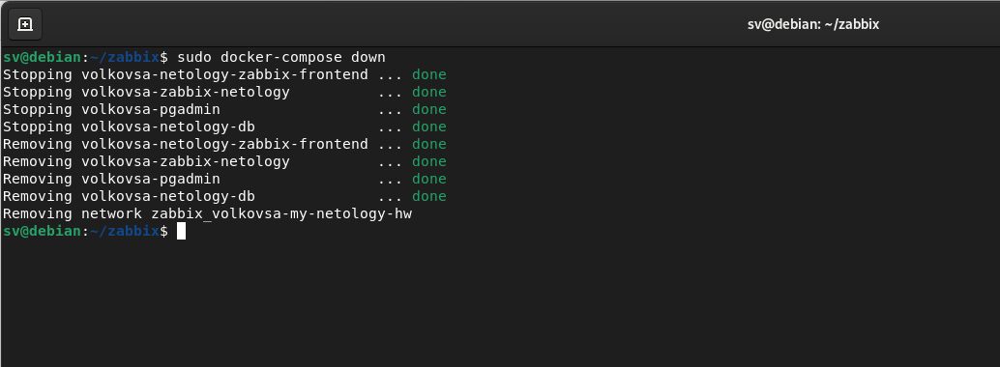 sv@debian: ~/zabbix
sv@debian:~/zabbix$ sudo docker-compose down
Stopping volkovsa-netology-zabbix-frontend ... done
Stopping volkovsa-zabbix-netology          ... done
Stopping volkovsa-pgadmin                  ... done
Stopping volkovsa-netology-db              ... done
Removing volkovsa-netology-zabbix-frontend ... done
Removing volkovsa-zabbix-netology          ... done
Removing volkovsa-pgadmin                  ... done
Removing volkovsa-netology-db              ... done
Removing network zabbix_volkovsa-my-netology-hw
sv@debian:~/zabbix$